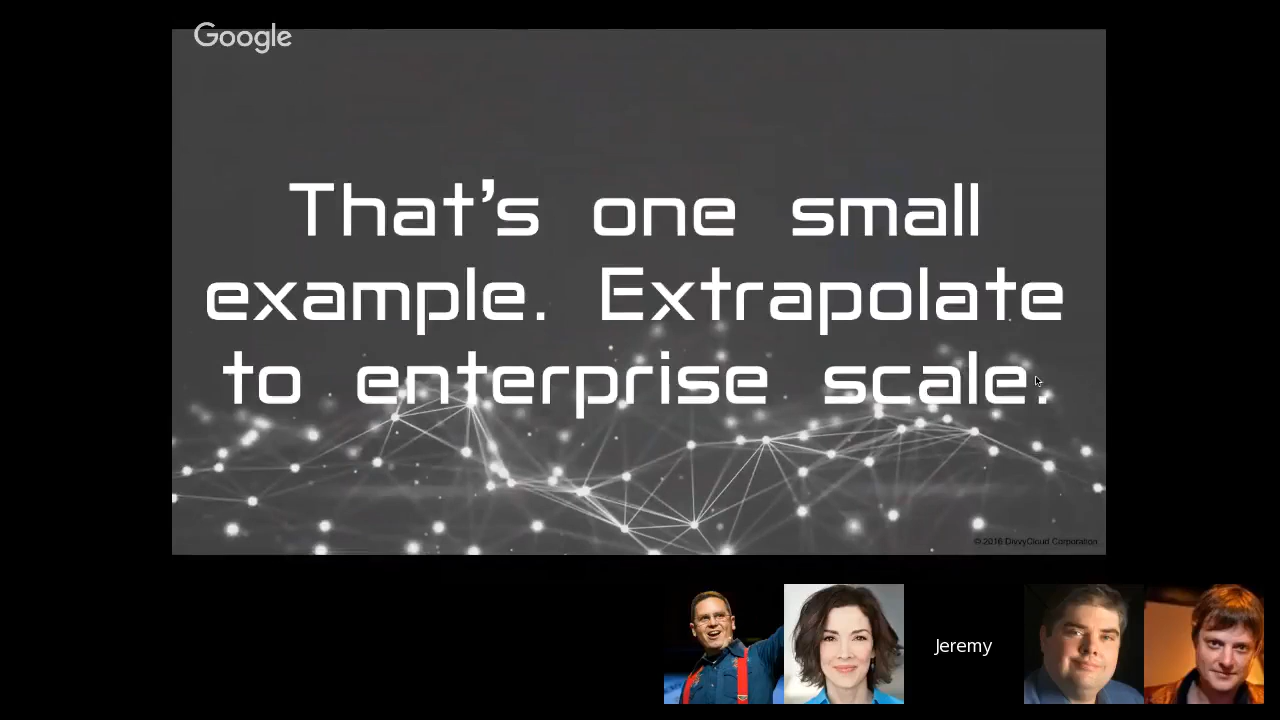 Google
That’s one small
example. Extrapolate
to enterprise scale.
© 2016 DivvyCloud Corporation
Jeremy